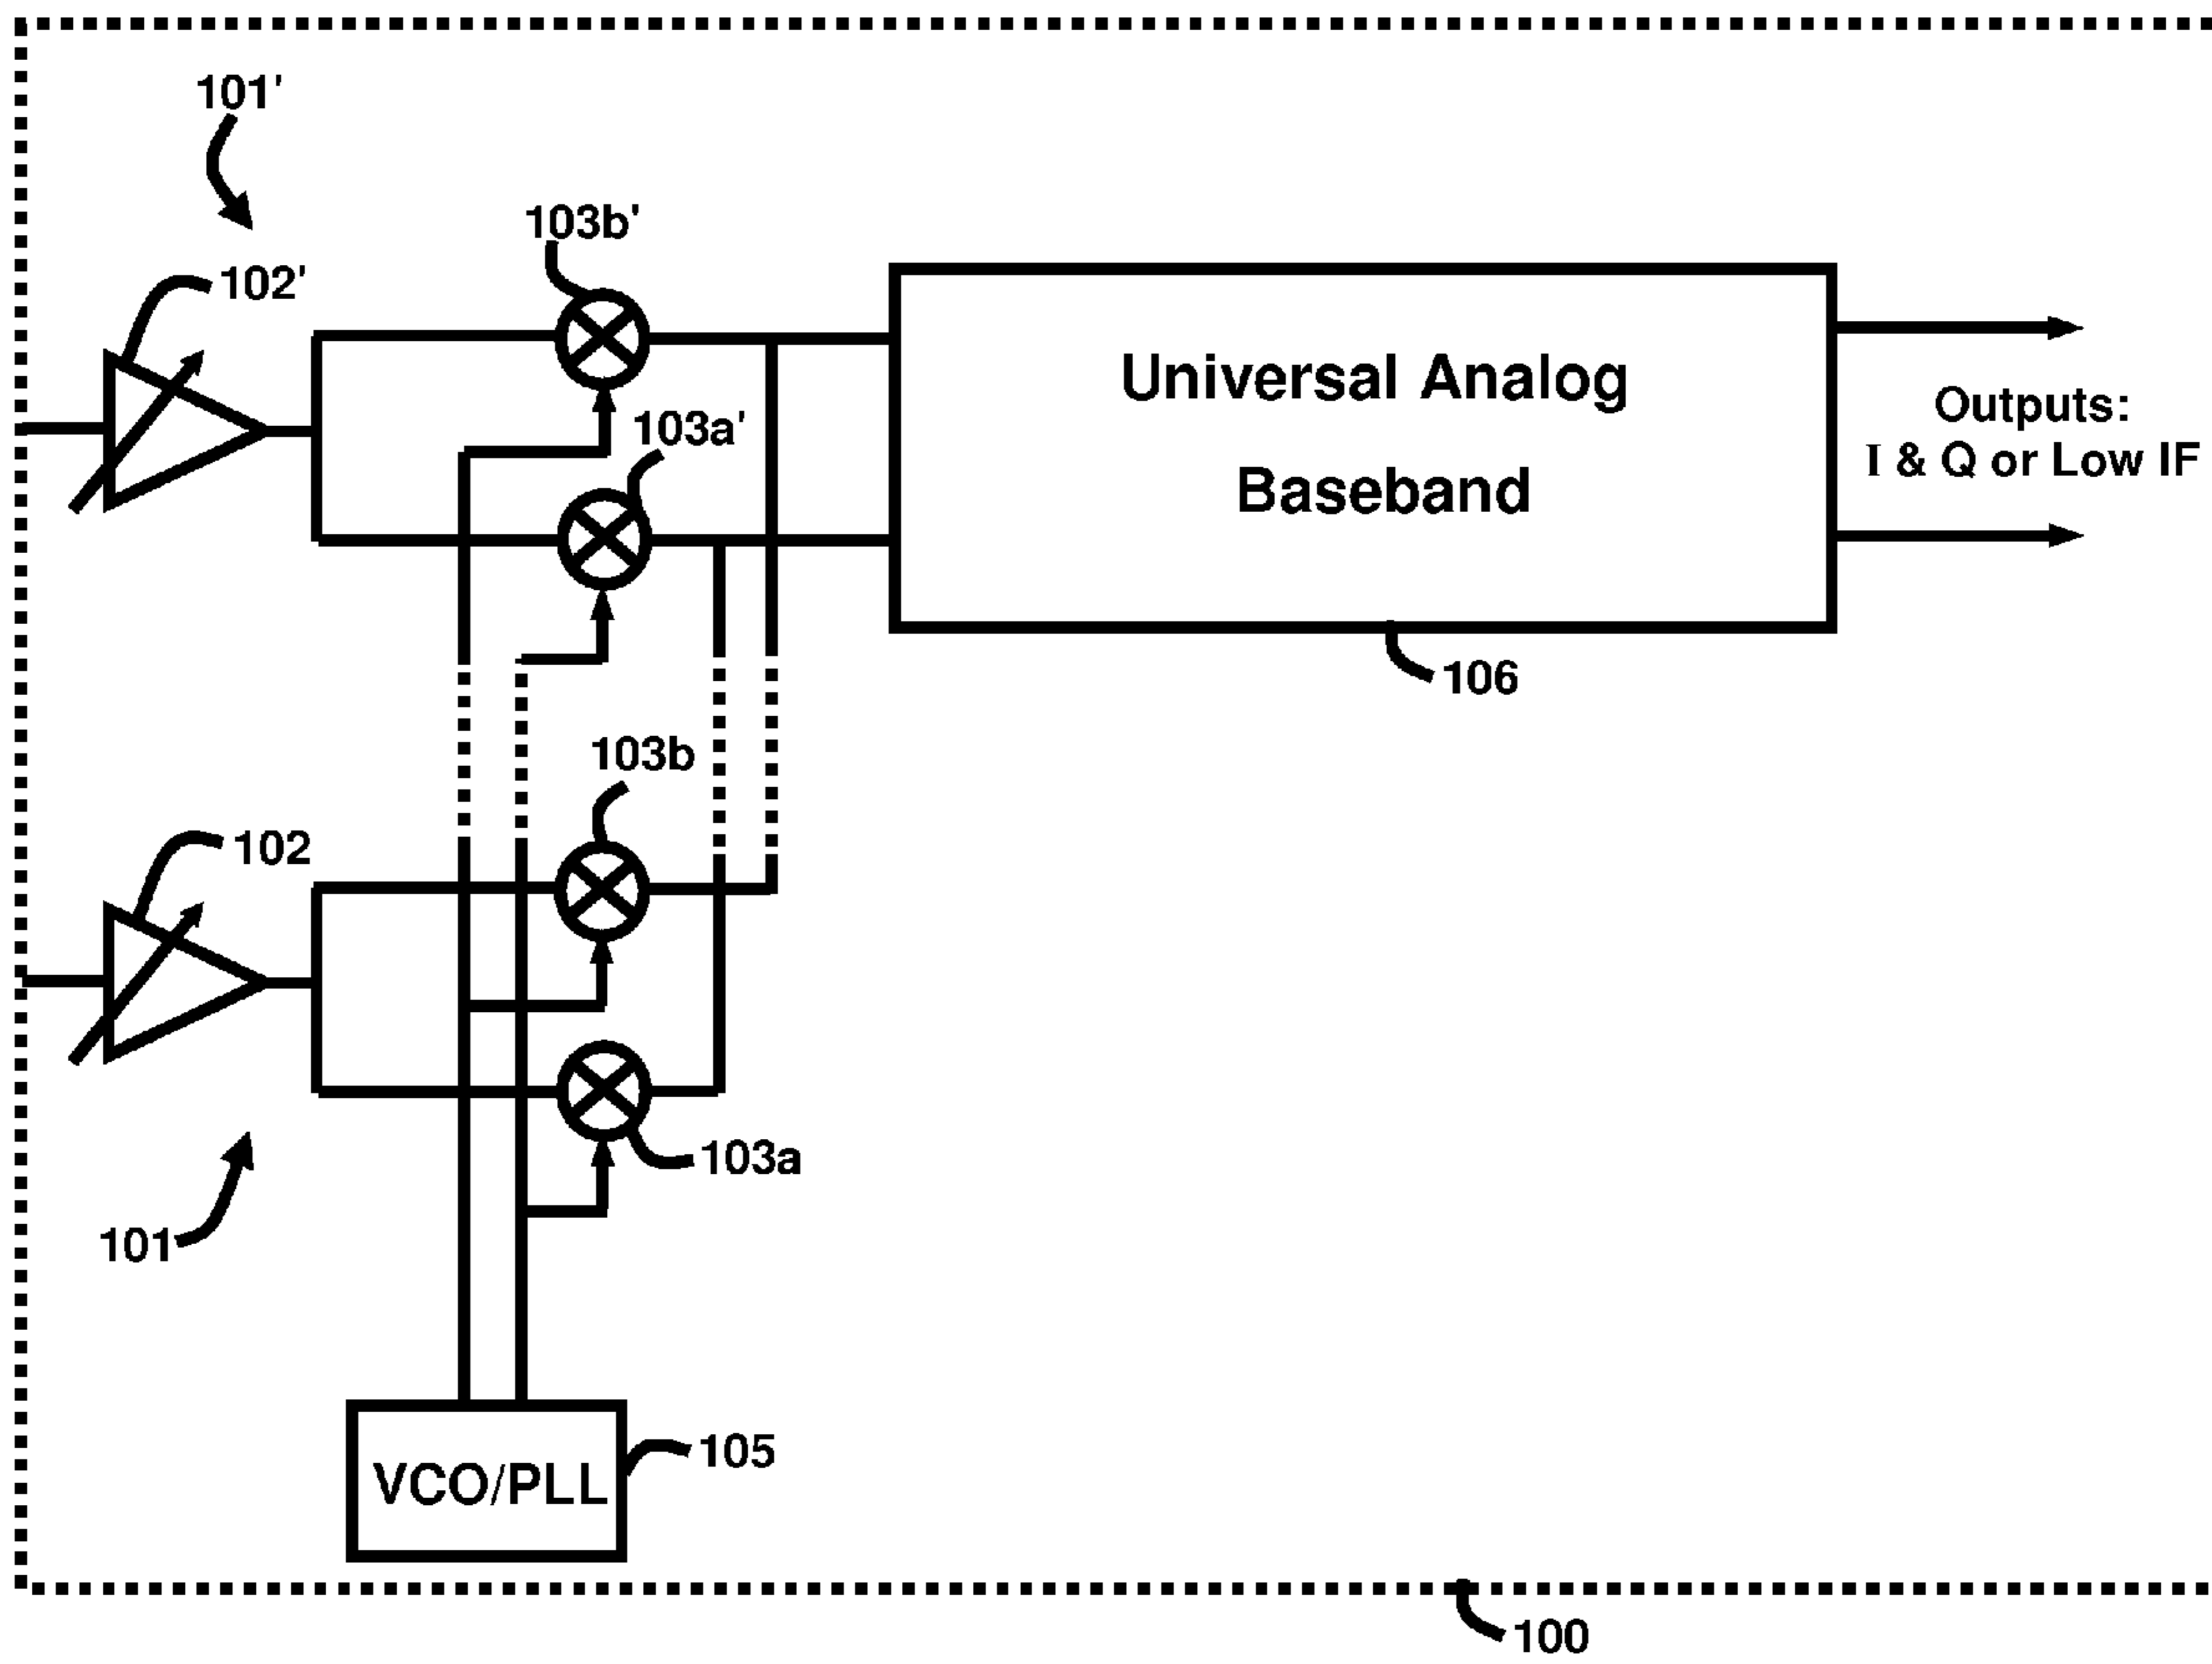 101'
103b'
102'
103a'
Universal Analog
Baseband
Outputs:
I & Q or Low IF
106
103b
102
103a
101
105
VCO/PLL
100